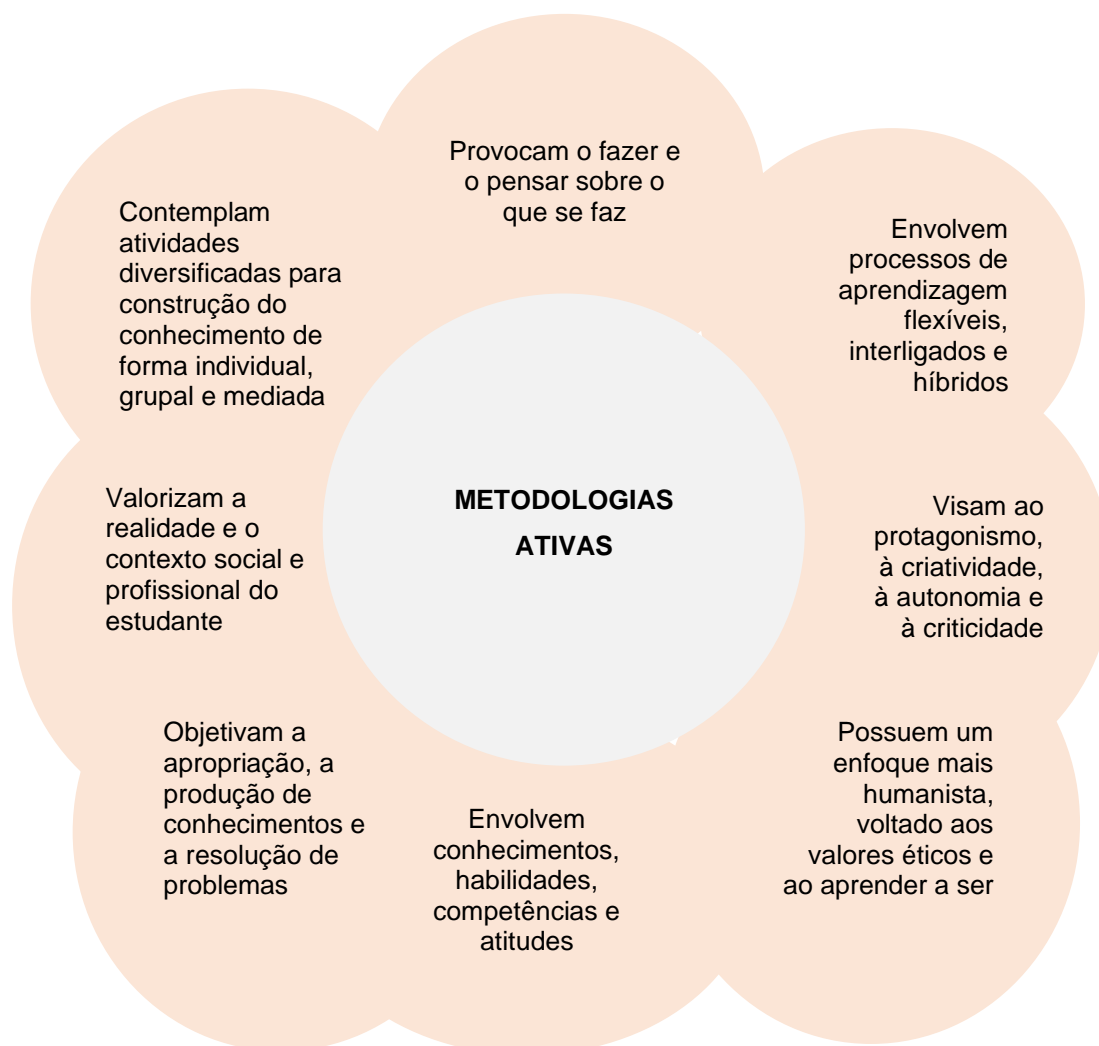 Provocam o fazer e
o pensar sobre o
que se faz
Envolvem
processos de
aprendizagem
flexíveis,
interligados e
híbridos
Visam ao
protagonismo,
à criatividade,
à autonomia e
à criticidade
Possuem um
enfoque mais
humanista,
voltado aos
valores éticos e
ao aprender a ser
Envolvem
conhecimentos,
habilidades,
competências e
atitudes
Objetivam a
apropriação, a
produção de
conhecimentos e
a resolução de
problemas
Valorizam a
realidade e o
contexto social e
profissional do
estudante
Contemplam
atividades
diversificadas para
construção do
conhecimento de
forma individual,
grupal e mediada
METODOLOGIAS
ATIVAS